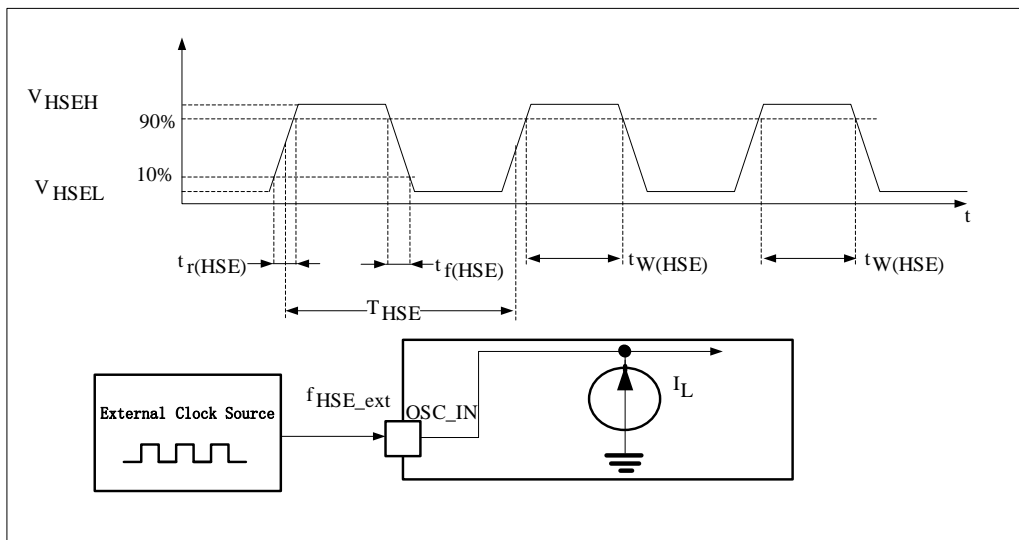 V HSEH
90%
10%
V HSEL
t
t r(HSE)
t f(HSE)
t W(HSE)
t W(HSE)
T HSE
External Clock Source
f HSE_ext
OSC_IN
I L